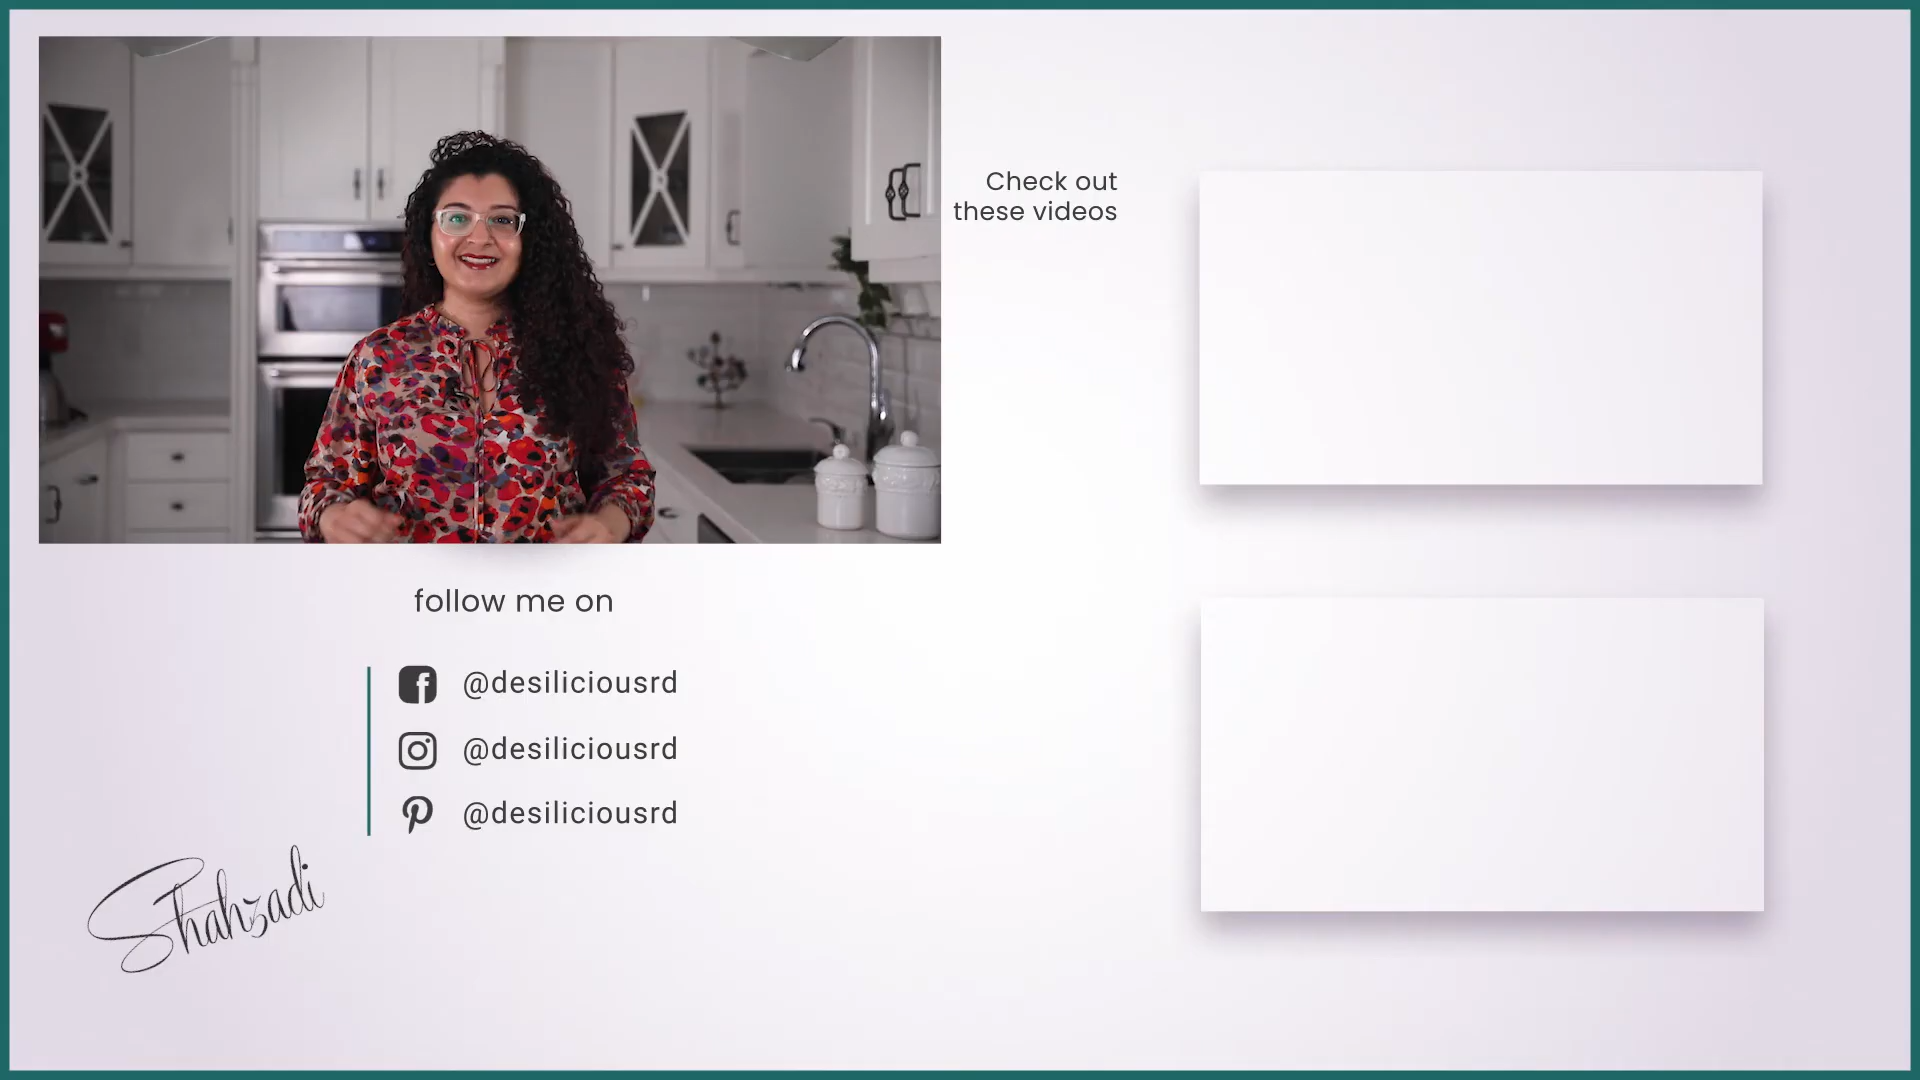 Check out
these videos
follow me on
@desiliciousrd
@desiliciousrd
@desiliciousrd
Shahzadi